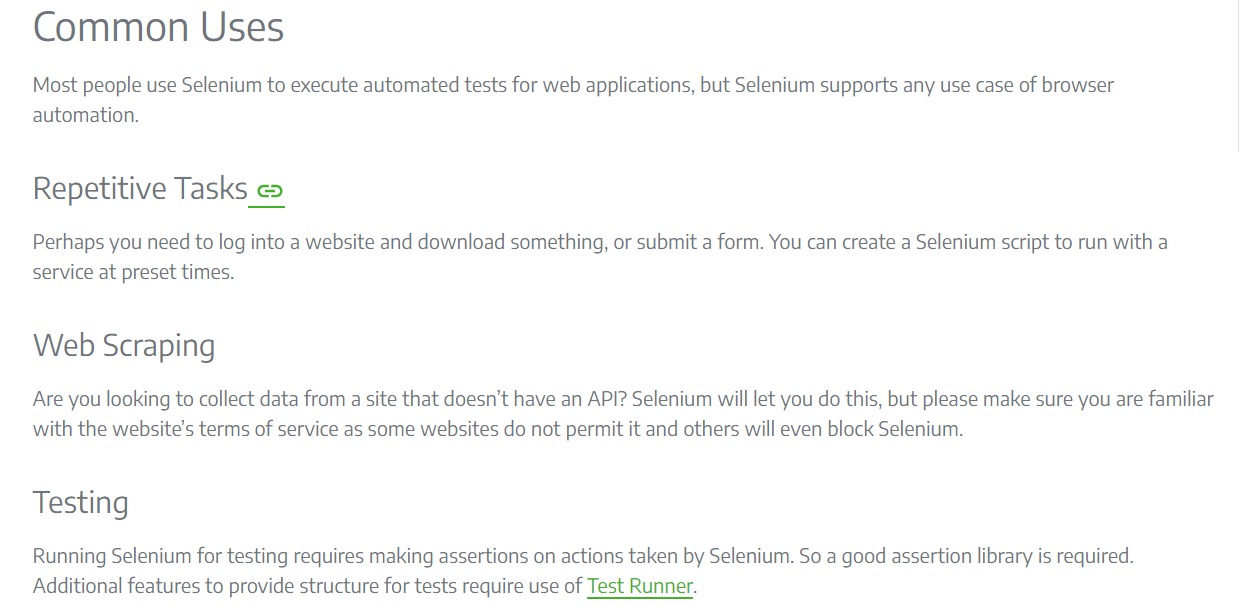 Common Uses
Most people use Selenium to execute automated tests for web applications, but Selenium supports any use case of browser
automation.
Repetitive Tasks
Perhaps you need to log into a website and download something, or submit a form. You can create a Selenium script to run with a
service at preset times.
Web Scraping
Are you looking to collect data from a site that doesn’t have an API? Selenium will let you do this, but please make sure you are familiar
with the website’s terms of service as some websites do not permit it and others will even block Selenium.
Testing
Running Selenium for testing requires making assertions on actions taken by Selenium. So a good assertion library is required.
Additional features to provide structure for tests require use of Test Runner.